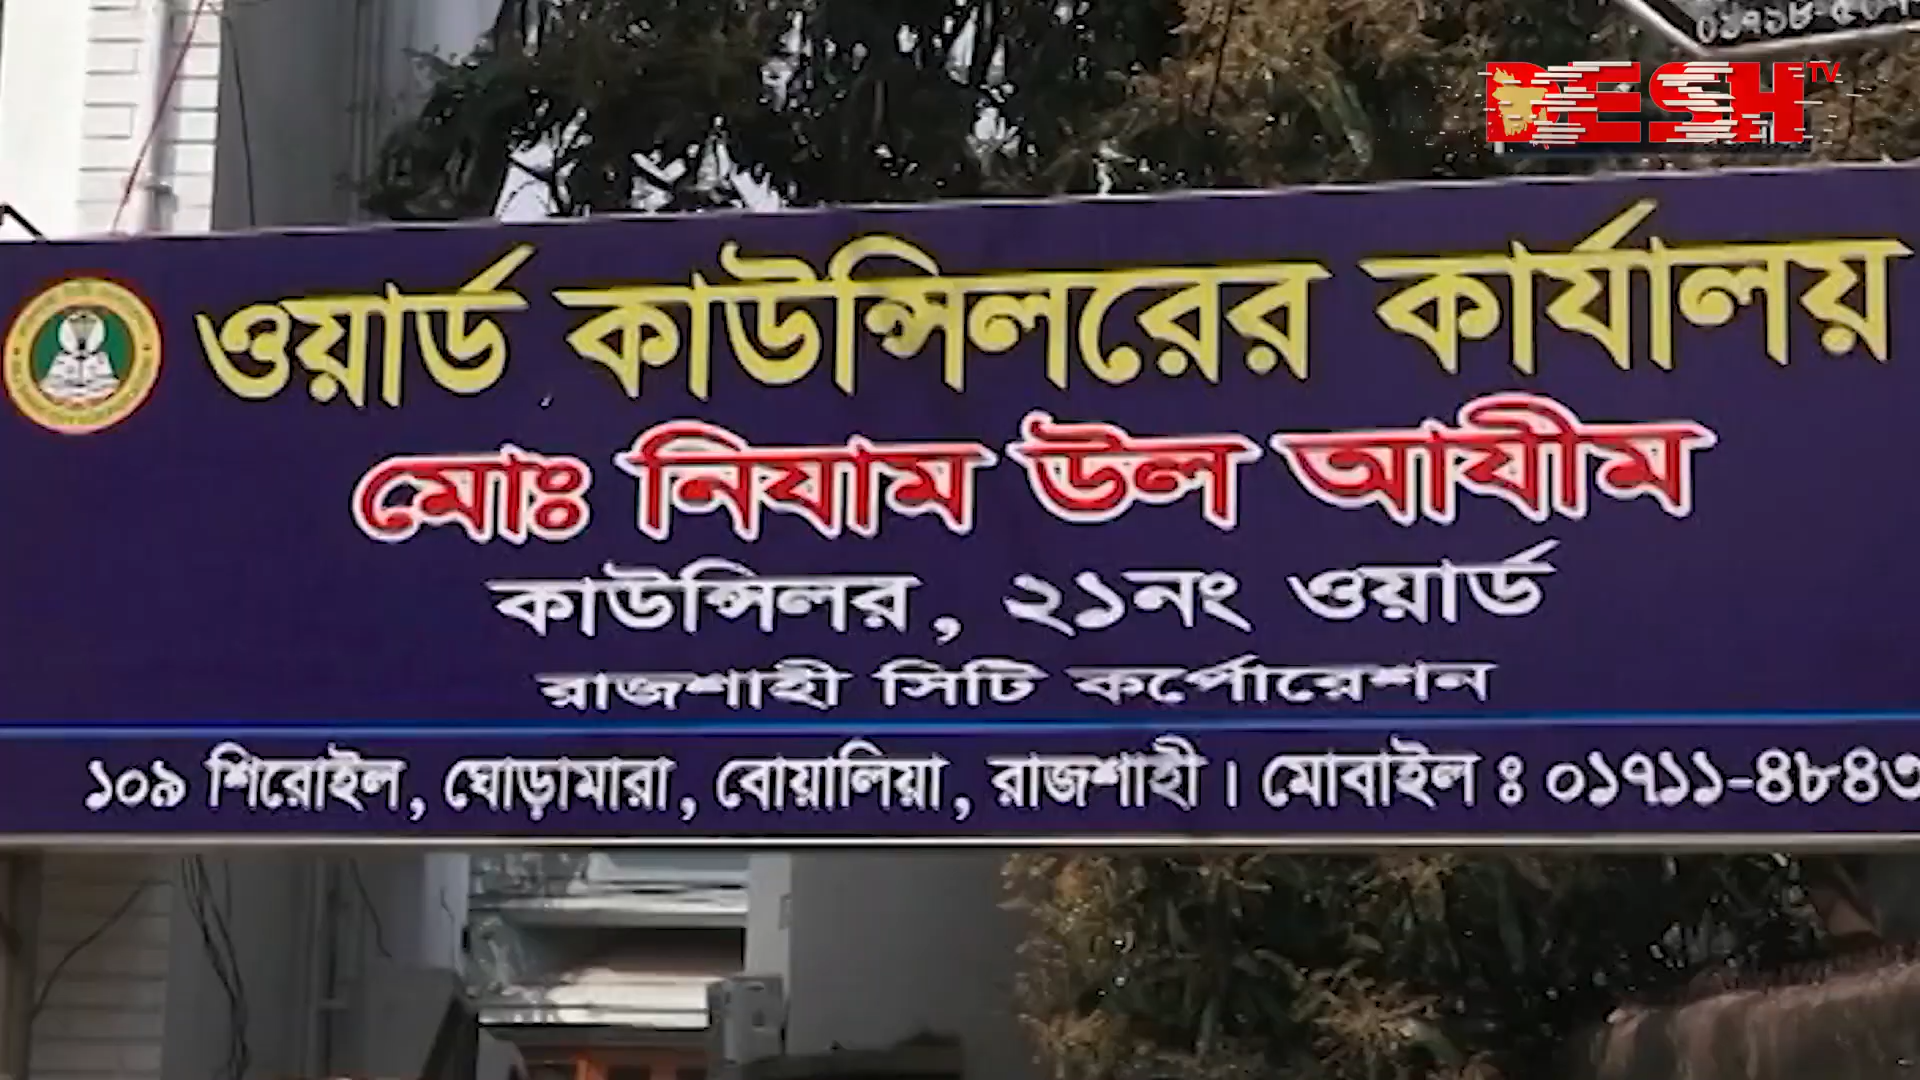 DESH TV
ওয়ার্ড কাউন্সিলরের কার্যালয়
মোঃ নিযাম উল আযীম
কাউন্সিলর, ২১নং ওয়ার্ড
রাজশাহী সিটি কর্পোরেশন
১০৯ শিরোইল, ঘোড়ামারা, বোয়ালিয়া, রাজশাহী। মোবাইল ঃ ০১৭১১-৪৮৪৩